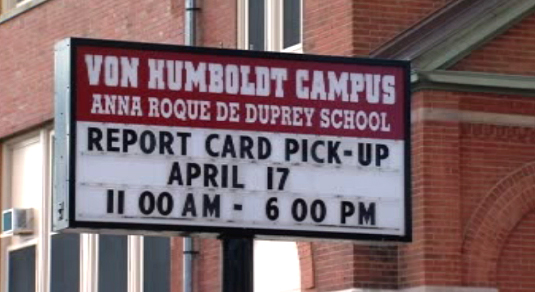 VON HUMBOLDT CAMPUS
ANNA ROQUE DE DUPREY SCHOOL
REPORT CARD PICK-UP
APRIL 17
11 00 AM - 6 00 PM